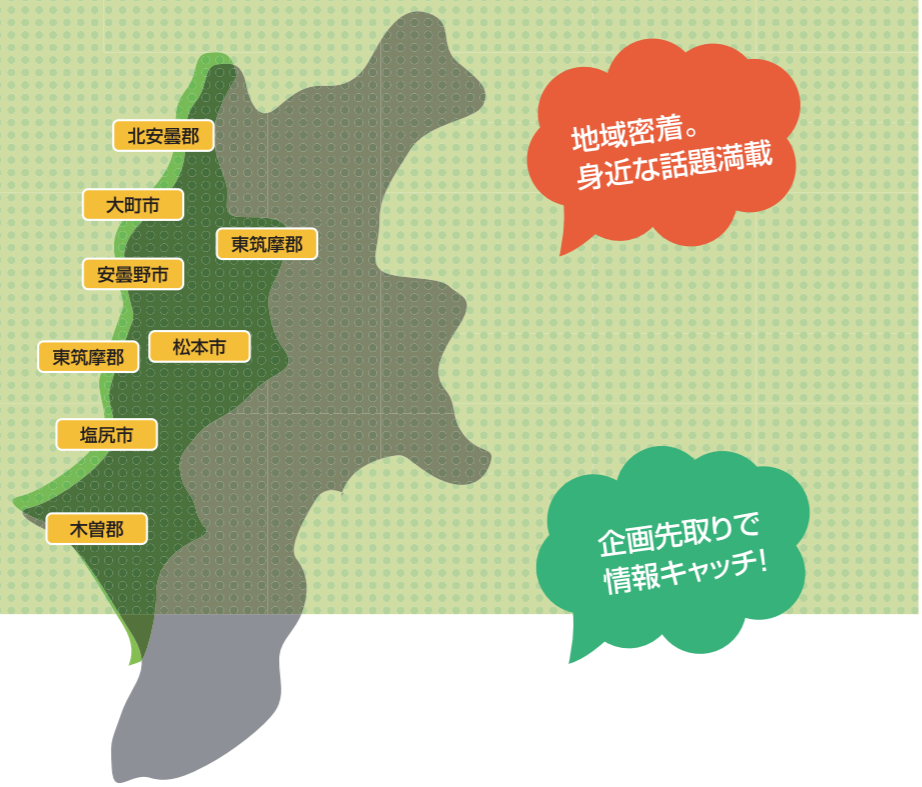 北安曇郡
大町市
東筑摩郡
安曇野市
松本市
東筑摩郡
塩尻市
木曽郡
地域密着。
身近な話題満載
企画先取りで
情報キャッチ!